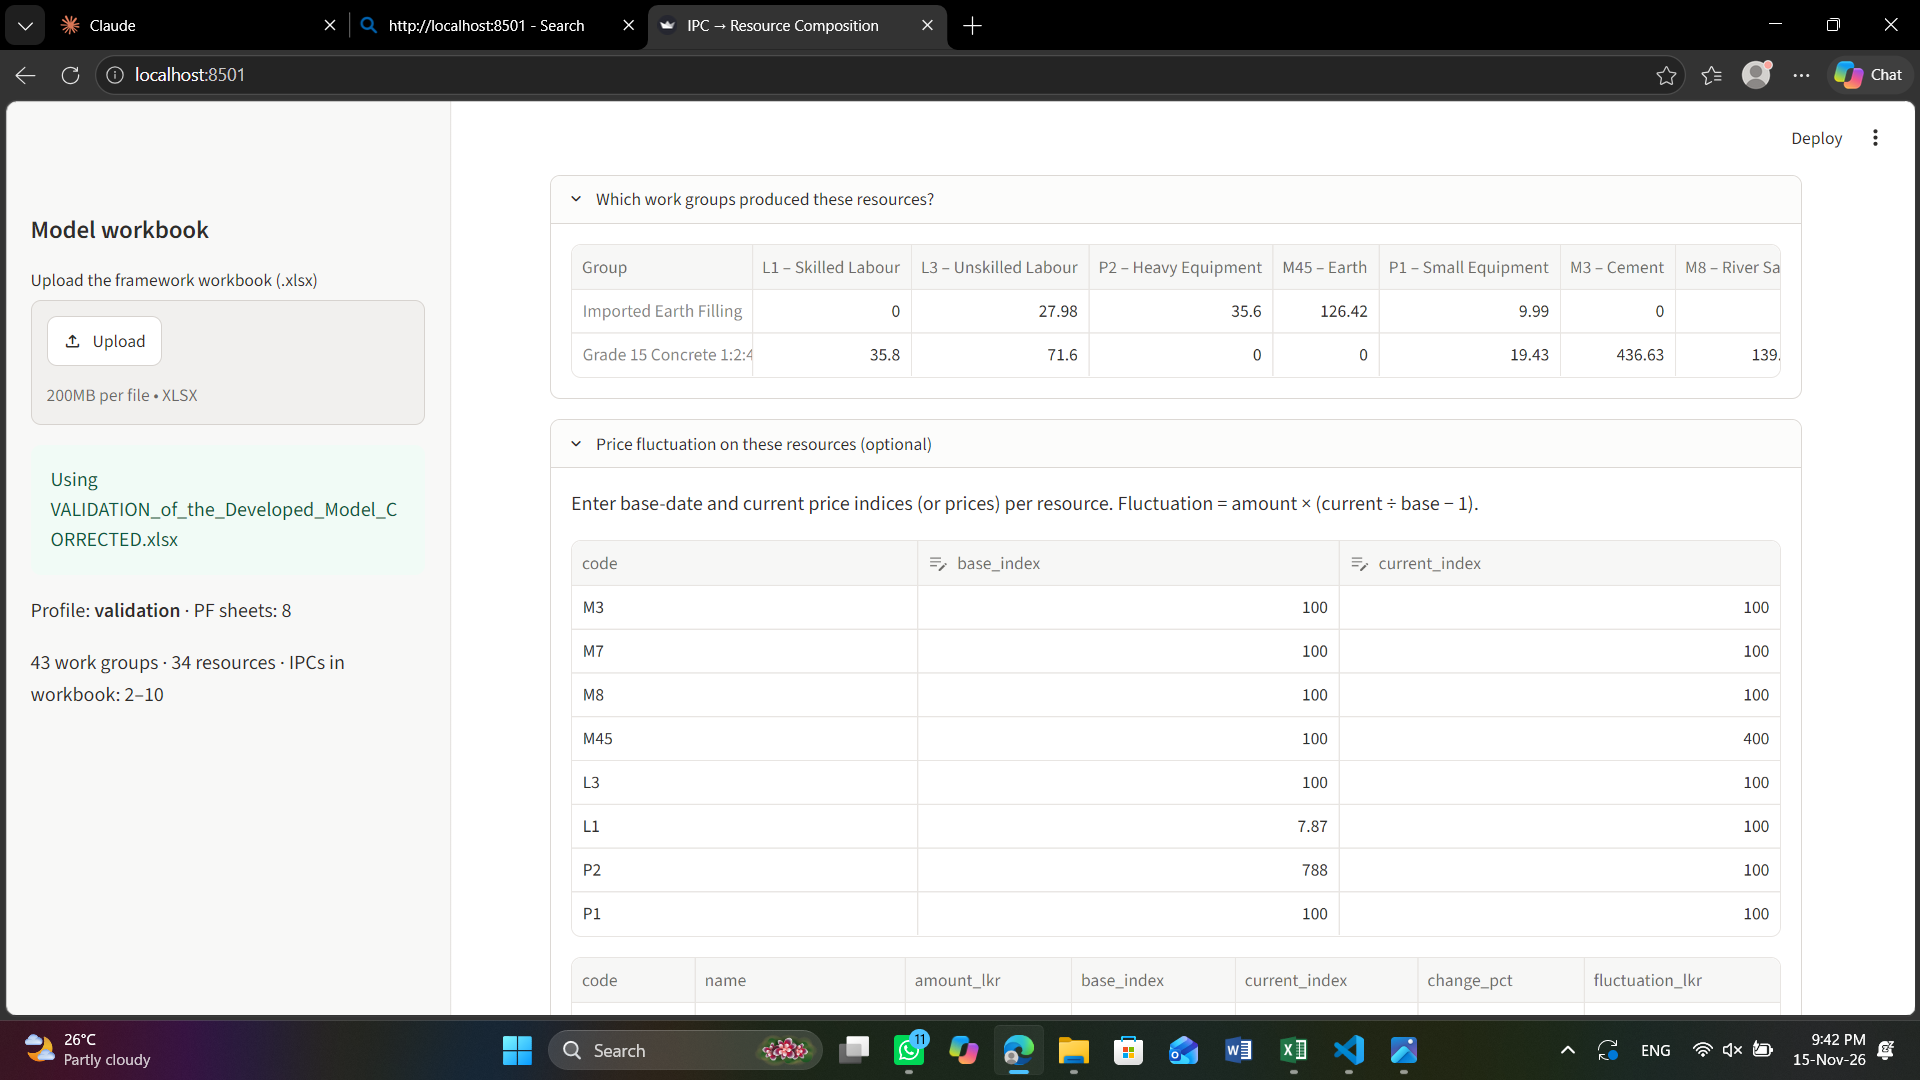 Claude
http://localhost:8501 - Search
IPC → Resource Composition
localhost:8501
Chat
Deploy
Model workbook
Upload the framework workbook (.xlsx)
Upload
200MB per file • XLSX
Using
VALIDATION_of_the_Developed_Model_C
ORRECTED.xlsx
Profile: validation · PF sheets: 8
43 work groups · 34 resources · IPCs in
workbook: 2–10
Which work groups produced these resources?
Group L1 – Skilled Labour L3 – Unskilled Labour P2 – Heavy Equipment M45 – Earth P1 – Small Equipment M3 – Cement M8 – River Sa
Imported Earth Filling 0 27.98 35.6 126.42 9.99 0
Grade 15 Concrete 1:2:4 35.8 71.6 0 0 19.43 436.63 139.
Price fluctuation on these resources (optional)
Enter base-date and current price indices (or prices) per resource. Fluctuation = amount × (current ÷ base − 1).
code base_index current_index
M3 100 100
M7 100 100
M8 100 100
M45 100 400
L3 100 100
L1 7.87 100
P2 788 100
P1 100 100
code name amount_lkr base_index current_index change_pct fluctuation_lkr
26°C
Partly cloudy
Search
11
ENG
9:42 PM
15-Nov-26